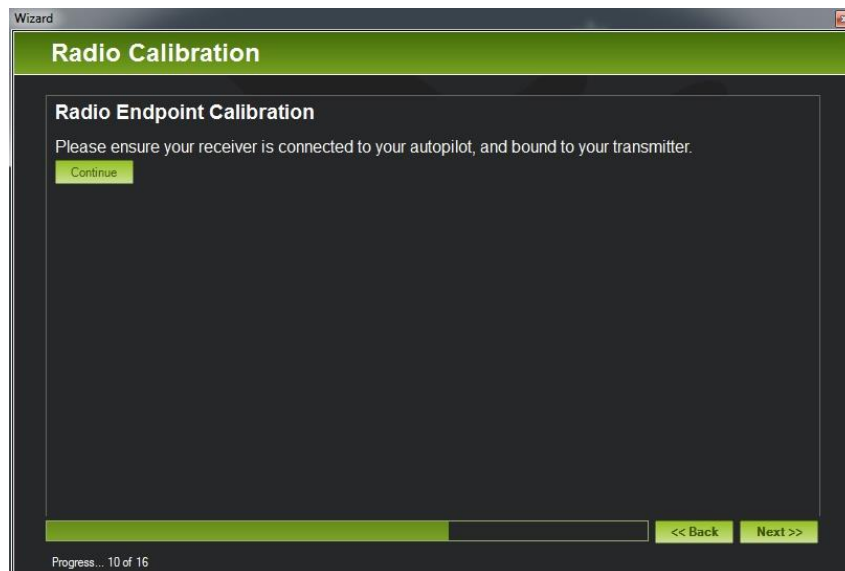 Wizard
Radio Calibration
Radio Endpoint Calibration
Please ensure your receiver is connected to your autopilot, and bound to your transmitter.
Continue
<< Back
Next >>
Progress... 10 of 16